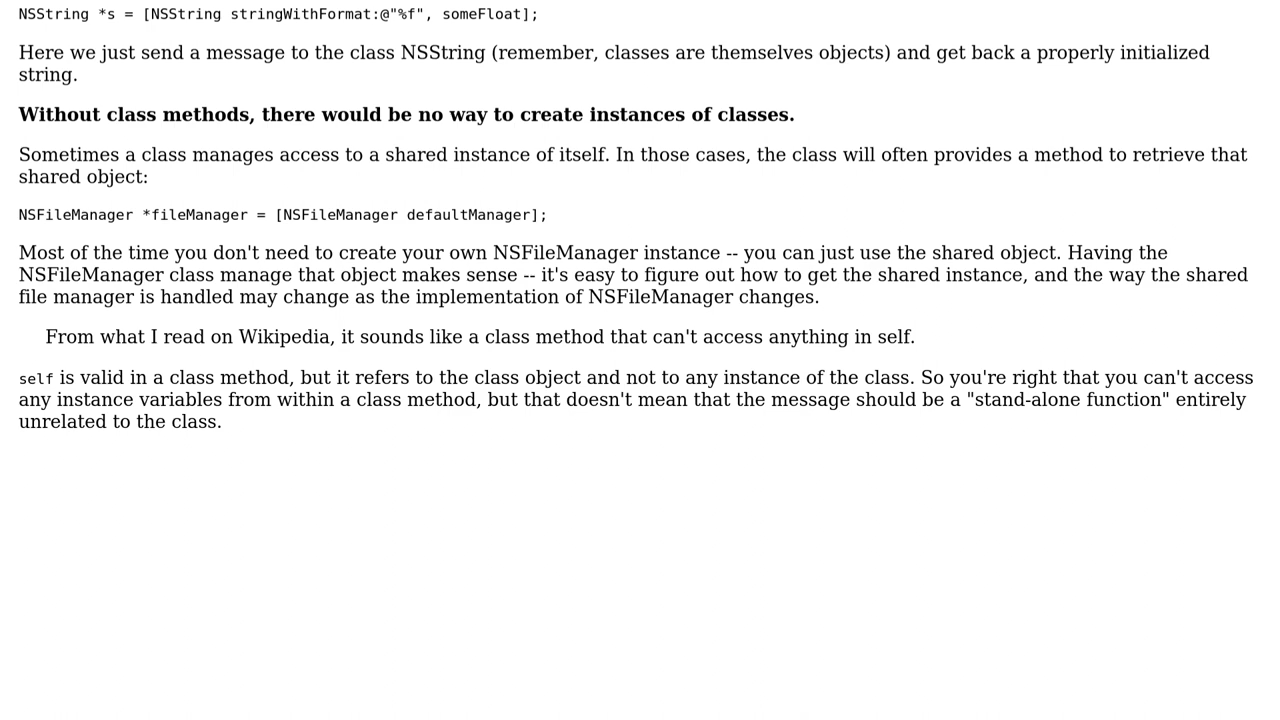 NSString *s = [NSString stringWithFormat:@"%f", someFloat];
Here we just send a message to the class NSString (remember, classes are themselves objects) and get back a properly initialized
string.
Without class methods, there would be no way to create instances of classes.
Sometimes a class manages access to a shared instance of itself. In those cases, the class will often provides a method to retrieve that
shared object:
NSFileManager *fileManager = [NSFileManager defaultManager];
Most of the time you don't need to create your own NSFileManager instance -- you can just use the shared object. Having the
NSFileManager class manage that object makes sense -- it's easy to figure out how to get the shared instance, and the way the shared
file manager is handled may change as the implementation of NSFileManager changes.
From what I read on Wikipedia, it sounds like a class method that can't access anything in self.
self is valid in a class method, but it refers to the class object and not to any instance of the class. So you're right that you can't access
any instance variables from within a class method, but that doesn't mean that the message should be a "stand-alone function" entirely
unrelated to the class.